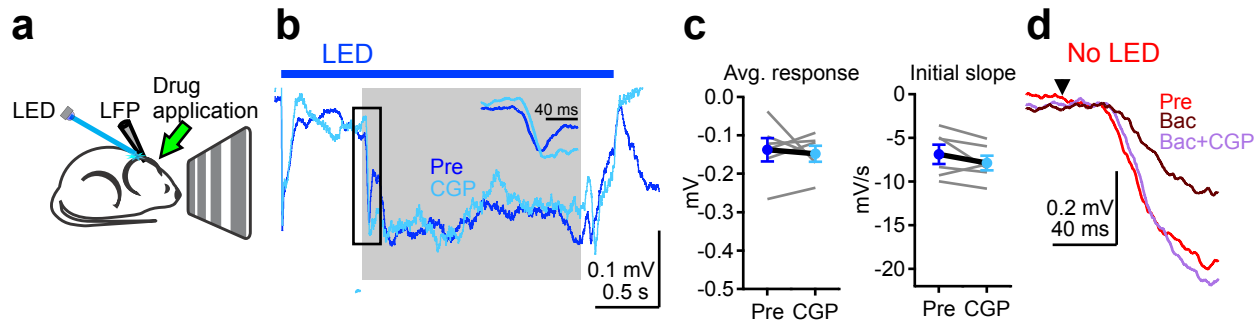 a
LED
LFP
Drug
application
b
LED
40 ms
Pre
CGP
0.1 mV
0.5 s
c
Avg. response
0.0
-0.1
-0.2
-0.3
-0.4
-0.5
mV
Pre CGP
Initial slope
0
-5
-10
-15
-20
mV/s
Pre CGP
d
No LED
Pre
Bac
Bac+CGP
0.2 mV
40 ms